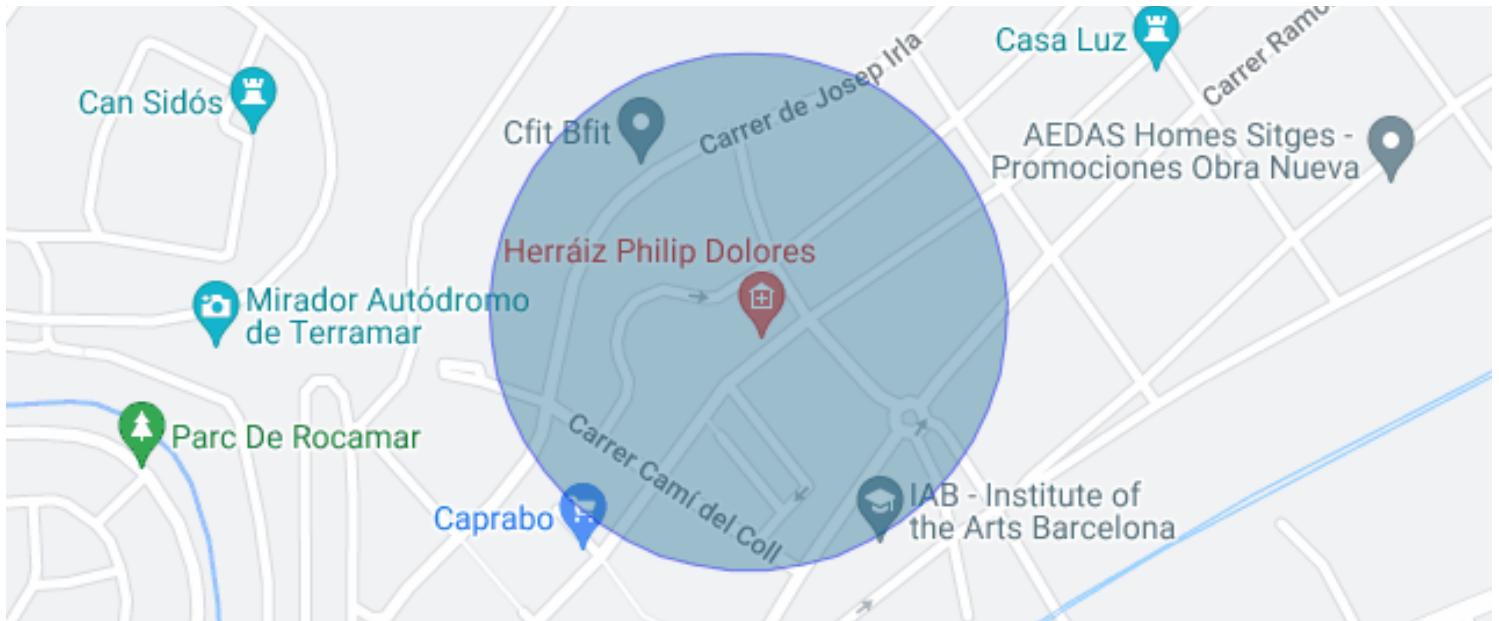 Casa Luz
Carrer Ramo
Carrer de Josep Irla
Can Sidós
Cfit Bfit
AEDAS Homes Sitges -
Promociones Obra Nueva
Herráiz Philip Dolores
Mirador Autódromo
de Terramar
Parc De Rocamar
Carrer Camí del Coll
Caprabo
IAB - Institute of
the Arts Barcelona